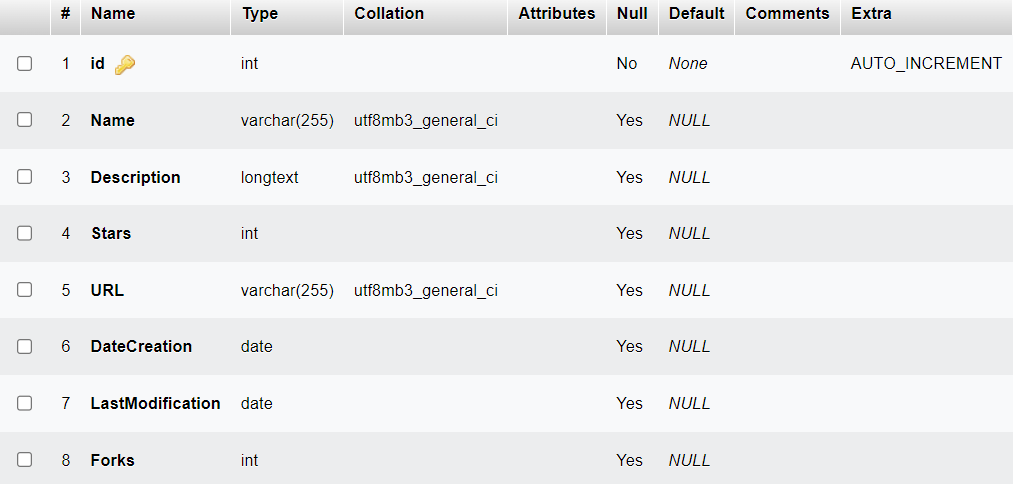 # Name Type Collation Attributes Null Default Comments Extra
1 id int No None AUTO_INCREMENT
2 Name varchar(255) utf8mb3_general_ci Yes NULL
3 Description longtext utf8mb3_general_ci Yes NULL
4 Stars int Yes NULL
5 URL varchar(255) utf8mb3_general_ci Yes NULL
6 DateCreation date Yes NULL
7 LastModification date Yes NULL
8 Forks int Yes NULL